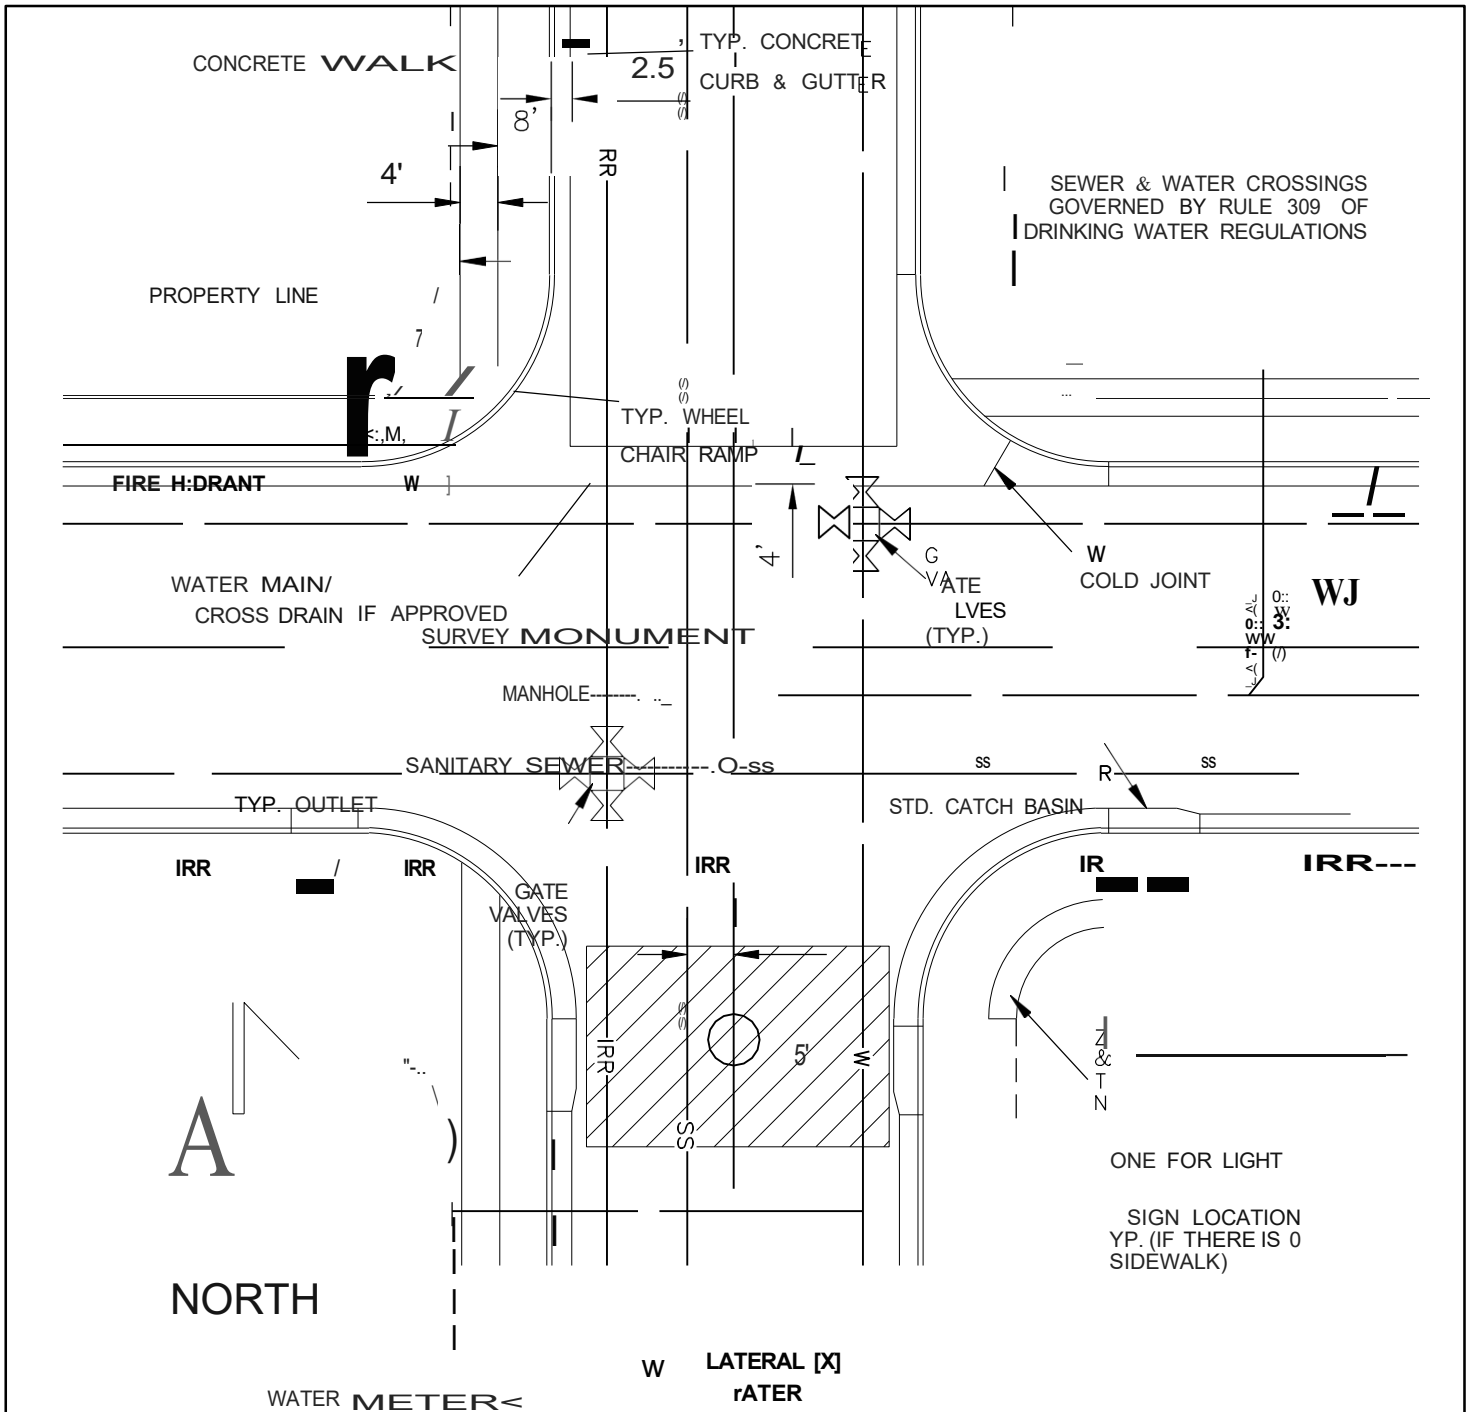 CONCRETE WALK
TYP. CONCRETE
CURB & GUTTER
2.5
8'
4'
RR
SEWER & WATER CROSSINGS
GOVERNED BY RULE 309 OF
DRINKING WATER REGULATIONS
PROPERTY LINE
TYP. WHEEL
CHAIR RAMP
FIRE H:DRANT W
4'
W
COLD JOINT
G
VA
ATE
LVES
(TYP.)
WATER MAIN/
CROSS DRAIN IF APPROVED
SURVEY MONUMENT
WJ
MANHOLE
SANITARY SEWER--------.O-ss
ss
R
ss
TYP. OUTLET
STD. CATCH BASIN
IRR
IRR
IRR
IR
IRR---
GATE
VALVES
(TYP.)
IRR
SS
5'
W
Z
&
T
N
A
NORTH
ONE FOR LIGHT
SIGN LOCATION
YP. (IF THERE IS 0
SIDEWALK)
W LATERAL [X]
rATER
WATER METER<